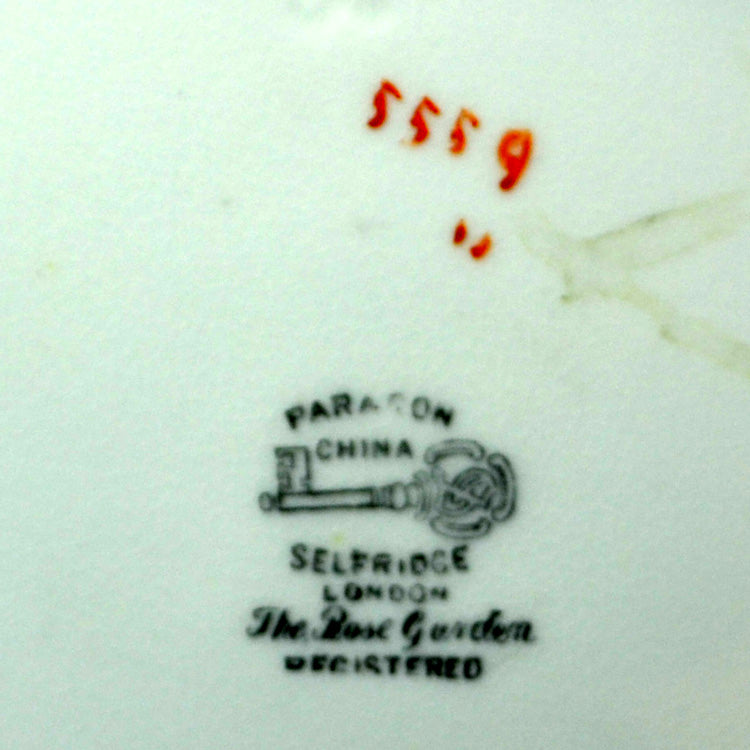 5559
"
PARAGON
CHINA
SELFRIDGE
LONDON
The Rose Garden
REGISTERED